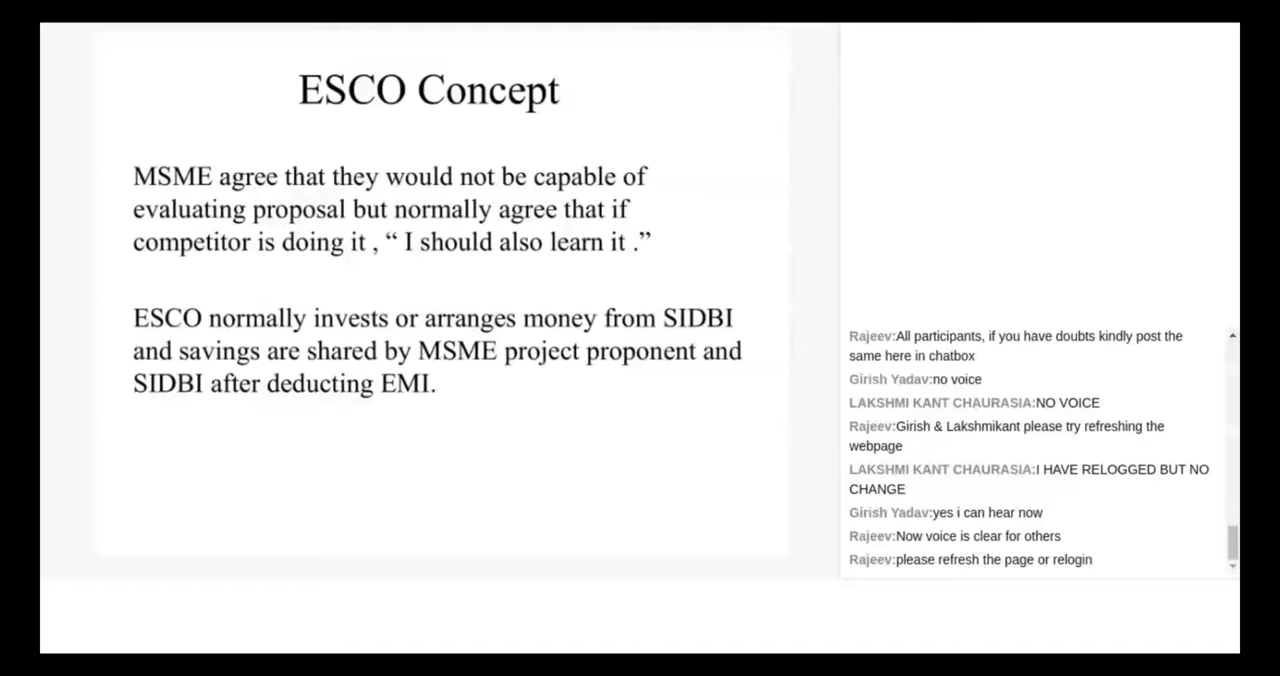 ESCO Concept
MSME agree that they would not be capable of
evaluating proposal but normally agree that if
competitor is doing it , “ I should also learn it .”
ESCO normally invests or arranges money from SIDBI
and savings are shared by MSME project proponent and
SIDBI after deducting EMI.
Rajeev:All participants, if you have doubts kindly post the
same here in chatbox
Girish Yadav:no voice
LAKSHMI KANT CHAURASIA:NO VOICE
Rajeev:Girish & Lakshmikant please try refreshing the
webpage
LAKSHMI KANT CHAURASIA:I HAVE RELOGGED BUT NO
CHANGE
Girish Yadav:yes i can hear now
Rajeev:Now voice is clear for others
Rajeev:please refresh the page or relogin